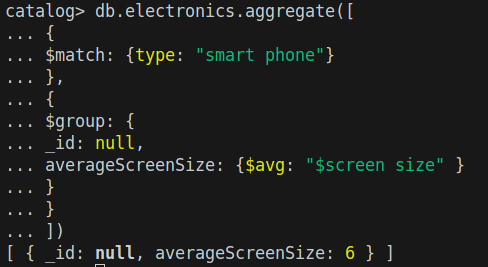 catalog> db.electronics.aggregate([
... {
... $match: {type: "smart phone"}
... },
... {
... $group: {
... _id: null,
... averageScreenSize: {$avg: "$screen size" }
... }
... }
... ])
[ { _id: null, averageScreenSize: 6 } ]